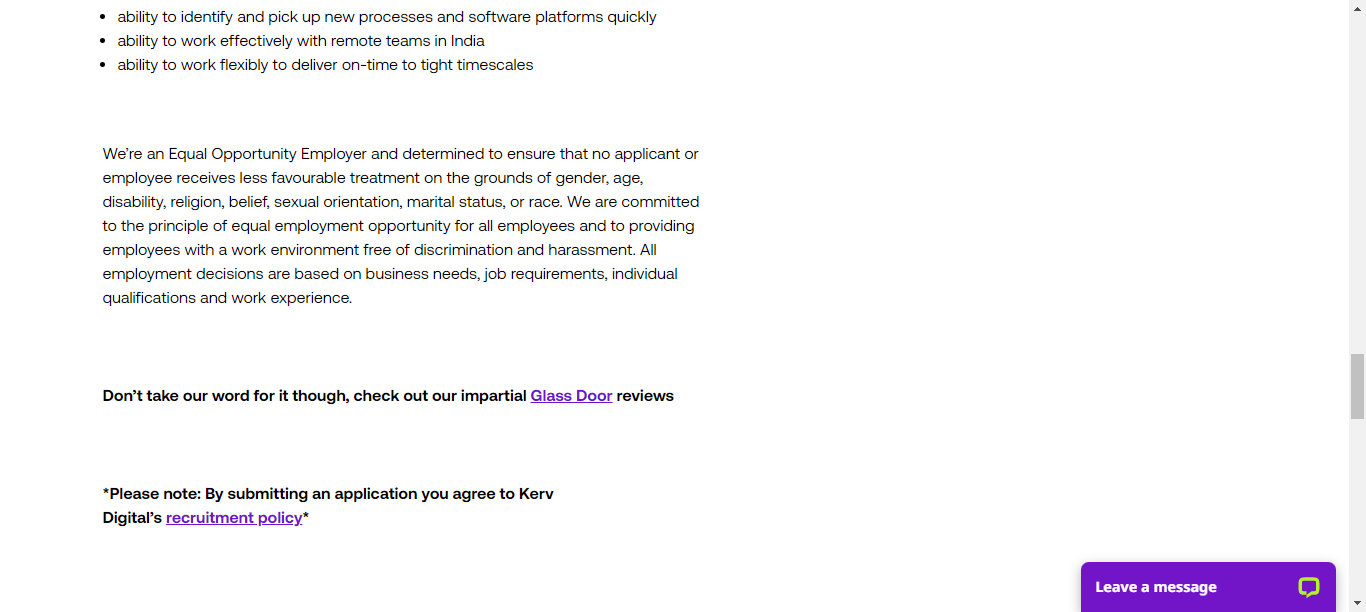 ability to identify and pick up new processes and software platforms quickly
ability to work effectively with remote teams in India
ability to work flexibly to deliver on-time to tight timescales
We’re an Equal Opportunity Employer and determined to ensure that no applicant or
employee receives less favourable treatment on the grounds of gender, age,
disability, religion, belief, sexual orientation, marital status, or race. We are committed
to the principle of equal employment opportunity for all employees and to providing
employees with a work environment free of discrimination and harassment. All
employment decisions are based on business needs, job requirements, individual
qualifications and work experience.
Don’t take our word for it though, check out our impartial Glass Door reviews
*Please note: By submitting an application you agree to Kerv
Digital’s recruitment policy*
Leave a message